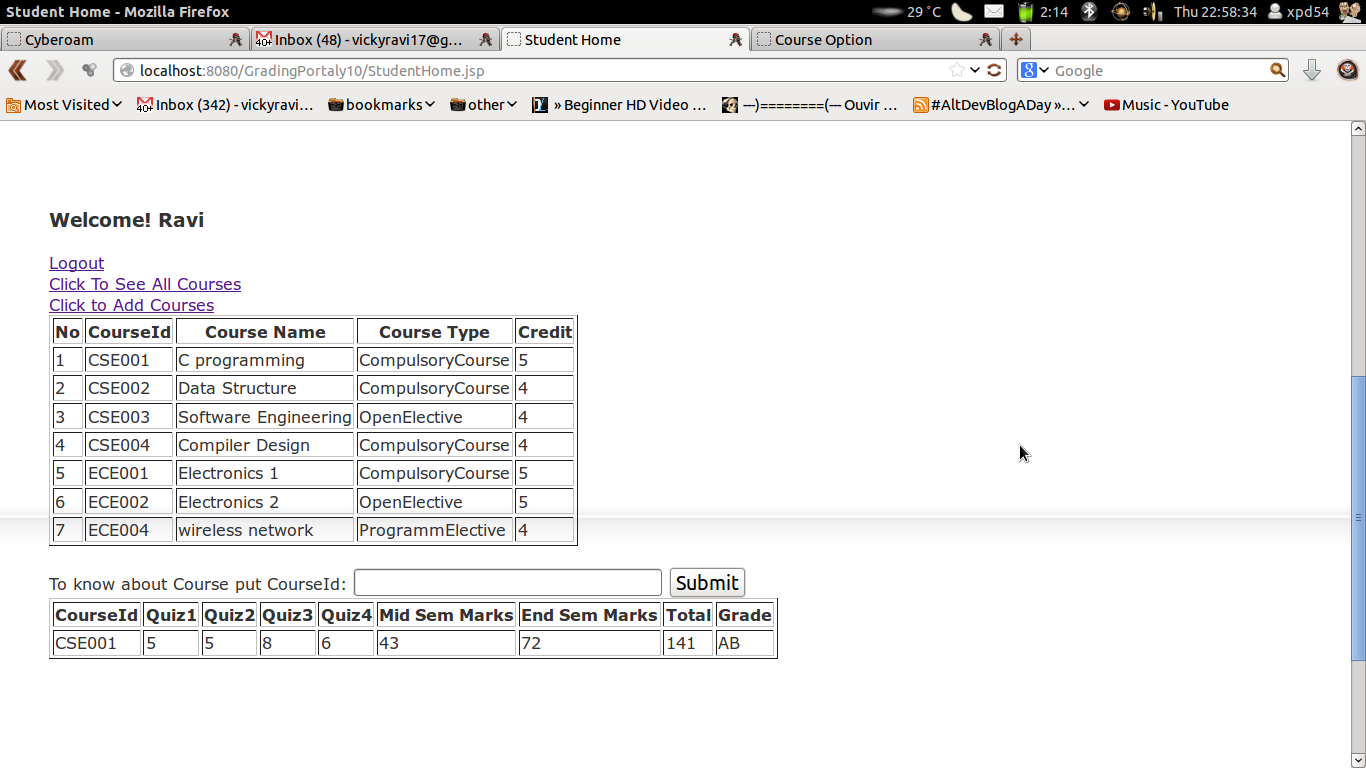 Student Home - Mozilla Firefox 29 °C 2:14 Thu 22:58:34 xpd54
Cyberoam 40+ Inbox (48) - vickyravi17@g... Student Home Course Option
localhost:8080/GradingPortaly10/StudentHome.jsp Google
Most Visited 40+ Inbox (342) - vickyravi... bookmarks other » Beginner HD Video ... ---)========(--- Ouvir ... #AltDevBlogADay »... Music - YouTube
Welcome! Ravi
Logout
Click To See All Courses
Click to Add Courses
No CourseId Course Name Course Type Credit
1 CSE001 C programming CompulsoryCourse 5
2 CSE002 Data Structure CompulsoryCourse 4
3 CSE003 Software Engineering OpenElective 4
4 CSE004 Compiler Design CompulsoryCourse 4
5 ECE001 Electronics 1 CompulsoryCourse 5
6 ECE002 Electronics 2 OpenElective 5
7 ECE004 wireless network ProgrammElective 4
To know about Course put CourseId: Submit
CourseId Quiz1 Quiz2 Quiz3 Quiz4 Mid Sem Marks End Sem Marks Total Grade
CSE001 5 5 8 6 43 72 141 AB